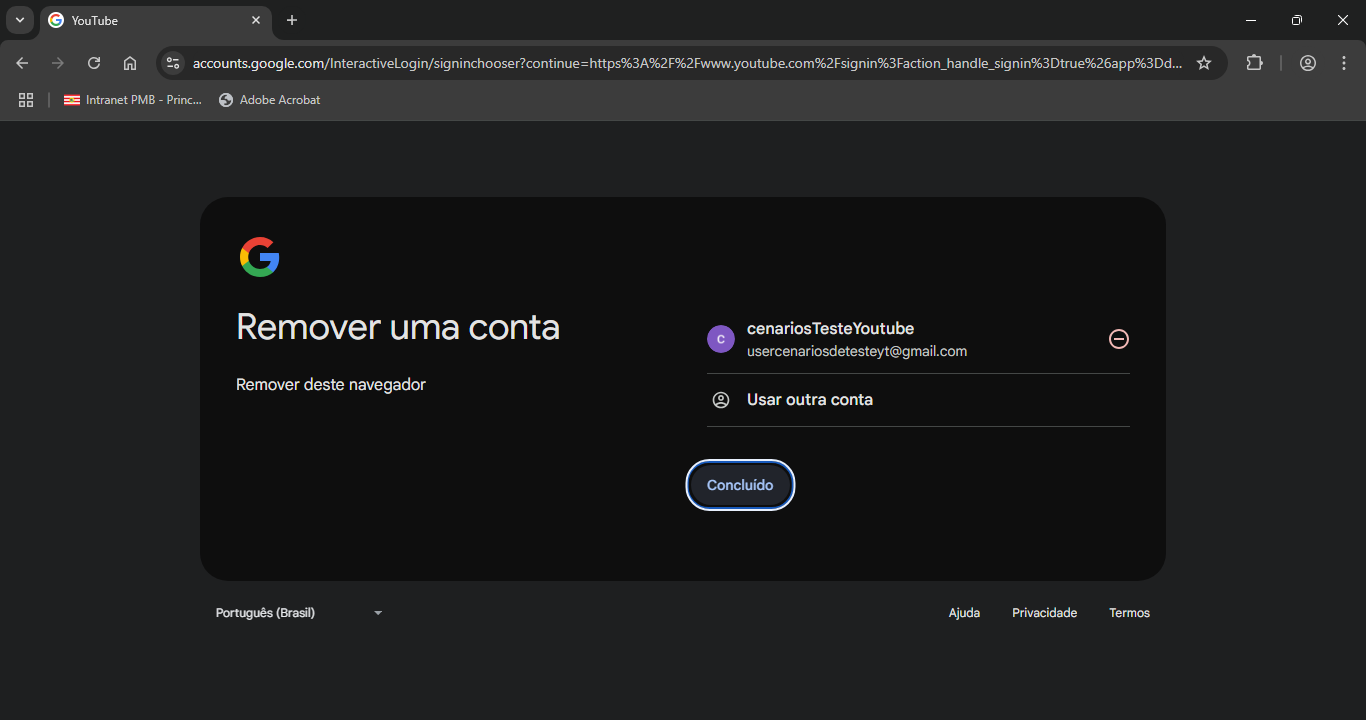 YouTube
accounts.google.com/InteractiveLogin/signinchooser?continue=https%3A%2F%2Fwww.youtube.com%2Fsignin%3Faction_handle_signin%3Dtrue%26app%3Dd...
Intranet PMB - Princ... Adobe Acrobat
Remover uma conta
Remover deste navegador
C
cenariosTesteYoutube
usercenariosdetesteyt@gmail.com
Usar outra conta
Concluído
Português (Brasil)
Ajuda Privacidade Termos